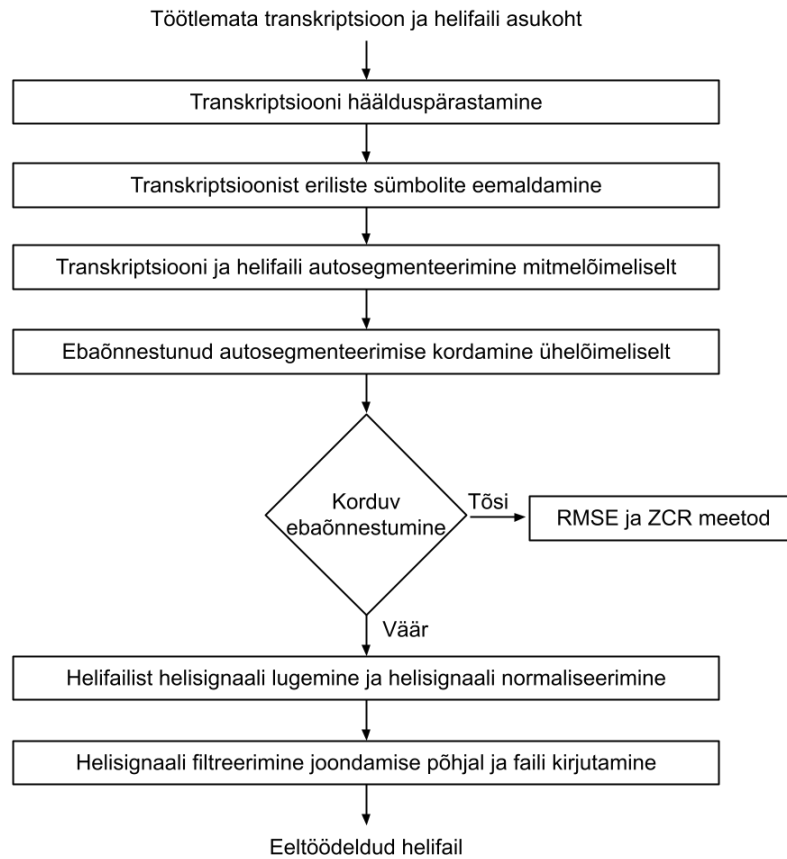 Töötlemata transkriptsioon ja helifaili asukoht
Transkriptsiooni häälduspärastamine
Transkriptsioonist eriliste sümbolite eemaldamine
Transkriptsiooni ja helifaili autosegmenteerimine mitmelõimeliselt
Ebaõnnestunud autosegmenteerimise kordamine ühelõimeliselt
Korduv
ebaõnnestumine
Tõsi
RMSE ja ZCR meetod
Väär
Helifailist helisignaali lugemine ja helisignaali normaliseerimine
Helisignaali filtreerimine joondamise põhjal ja faili kirjutamine
Eeltöödeldud helifail